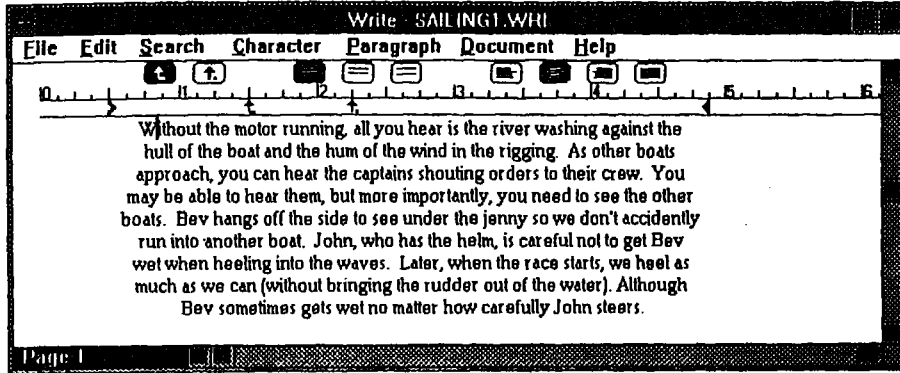 Write - SAILING1.WRI
File Edit Search Character Paragraph Document Help
0 1 2 3 4 5 6
Without the motor running, all you hear is the river washing against the
hull of the boat and the hum of the wind in the rigging. As other boats
approach, you can hear the captains shouting orders to their crew. You
may be able to hear them, but more importantly, you need to see the other
boats. Bev hangs off the side to see under the jenny so we don't accidently
run into another boat. John, who has the helm, is careful not to get Bev
wet when heeling into the waves. Later, when the race starts, we heel as
much as we can (without bringing the rudder out of the water). Although
Bev sometimes gets wet no matter how carefully John steers.
Page 1